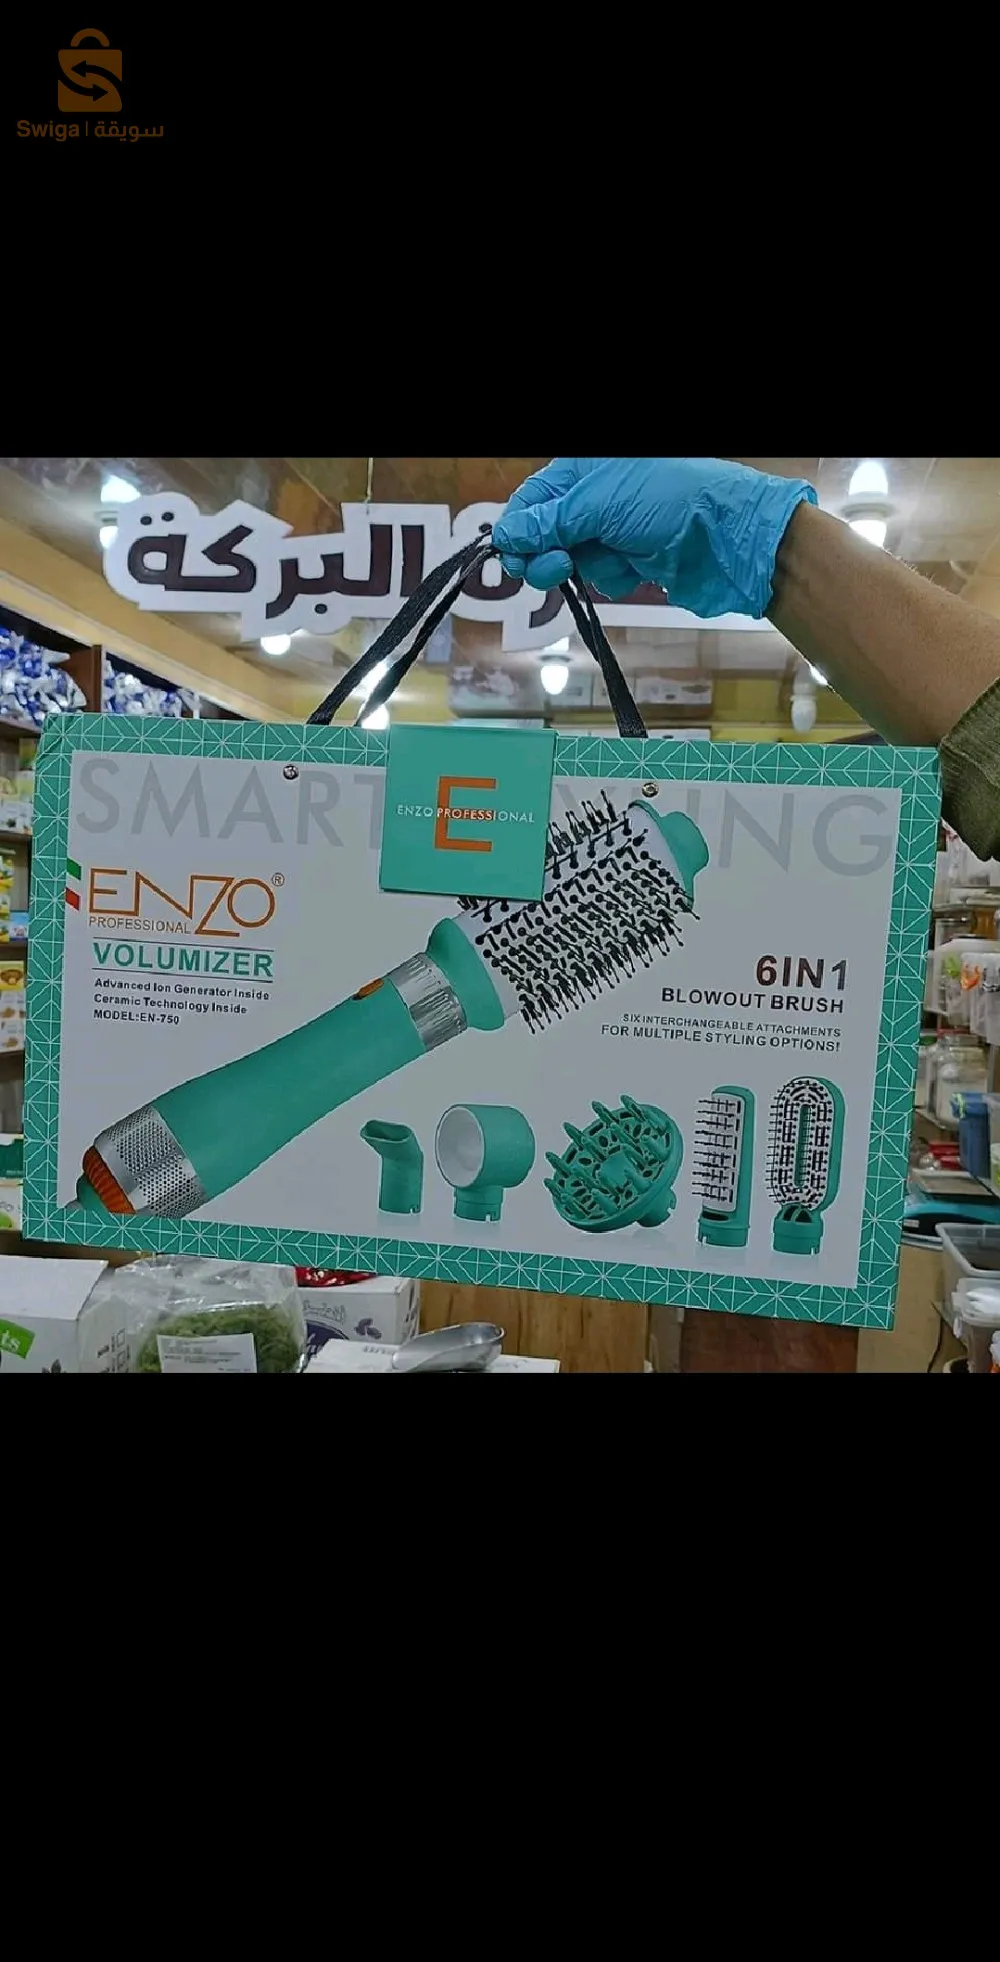 Swiga | سويقة
البركة
SMART
ING
ENZO PROFESSIONAL
E
ENZO®
PROFESSIONAL
VOLUMIZER
Advanced Ion Generator Inside
Ceramic Technology Inside
MODEL:EN-750
6IN1
BLOWOUT BRUSH
SIX INTERCHANGEABLE ATTACHMENTS
FOR MULTIPLE STYLING OPTIONS!